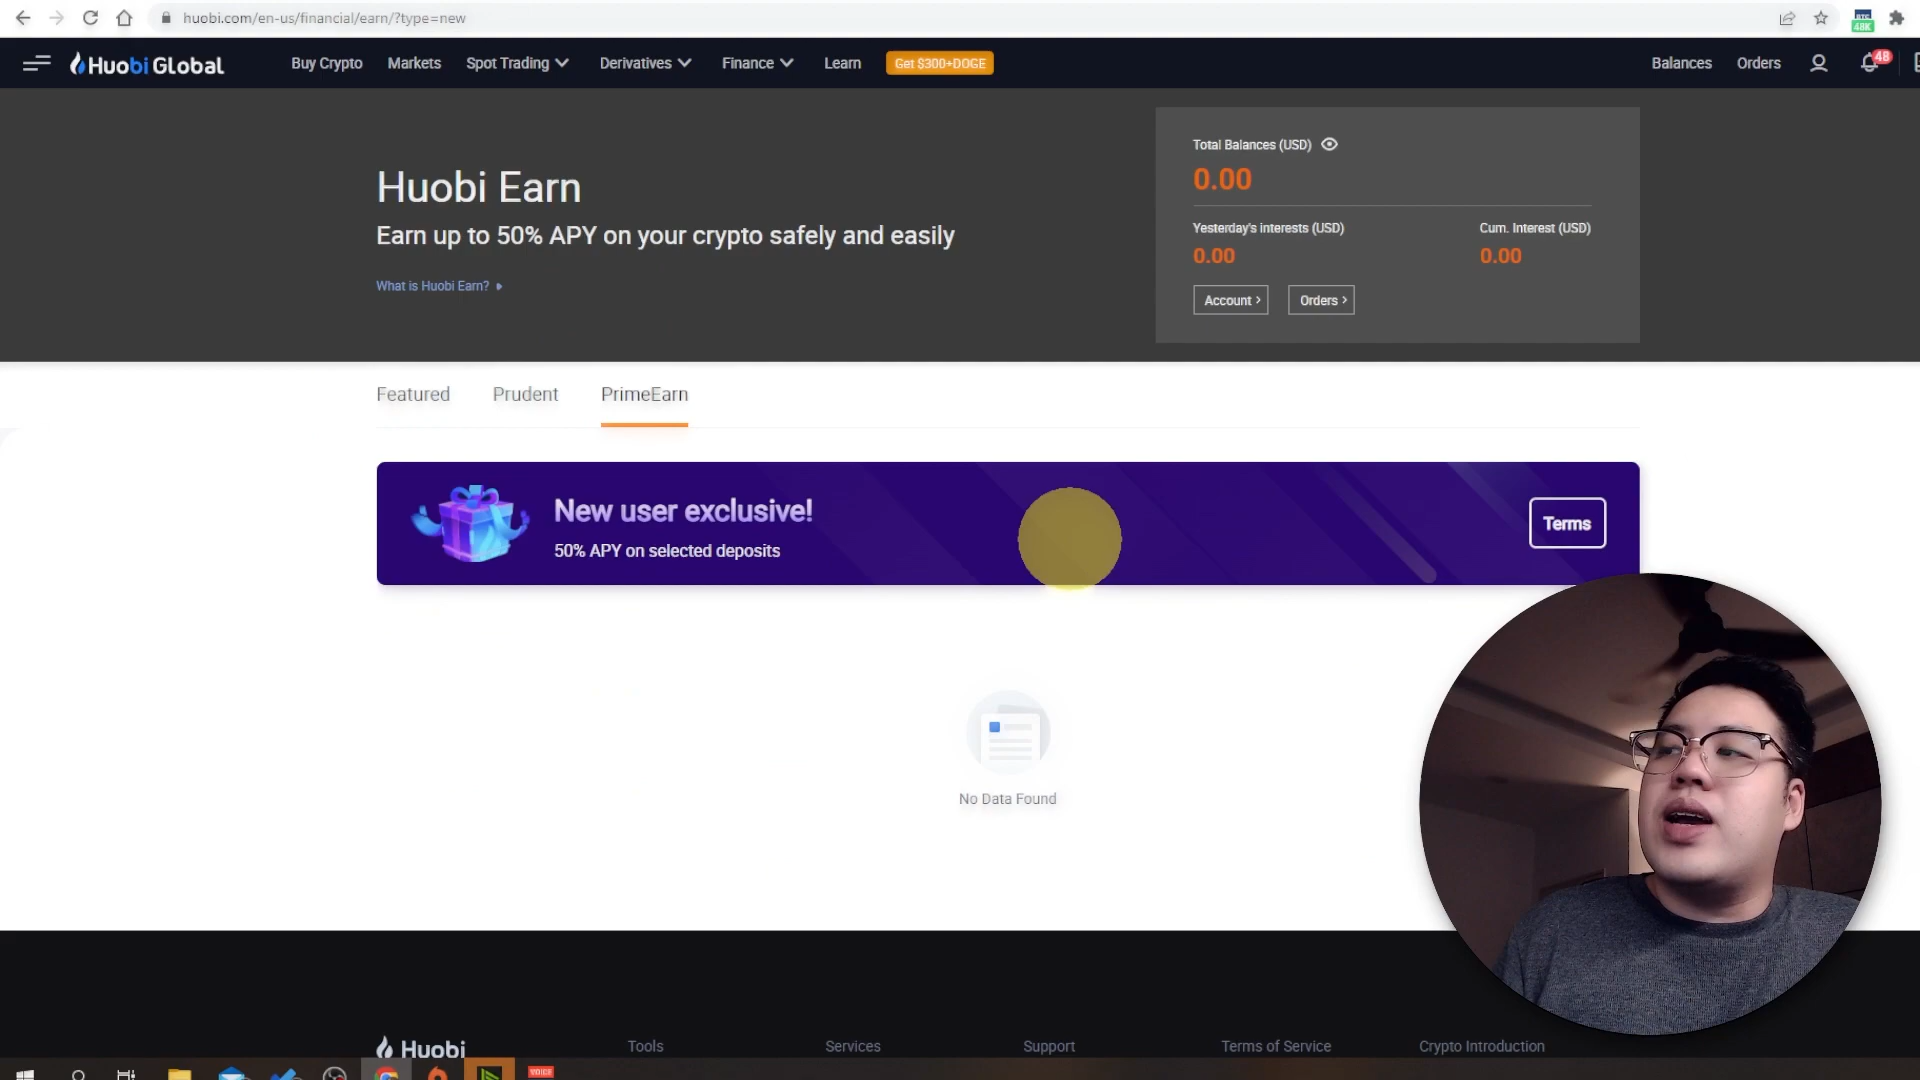 huobi.com/en-us/financial/earn/?type=new
BTC
48K
Huobi Global
Buy Crypto
Markets
Spot Trading
Derivatives
Finance
Learn
Get $300+DOGE
Balances
Orders
48
Huobi Earn
Earn up to 50% APY on your crypto safely and easily
What is Huobi Earn?
Total Balances (USD)
0.00
Yesterday's interests (USD)
Cum. Interest (USD)
0.00
0.00
Account
Orders
Featured
Prudent
PrimeEarn
New user exclusive!
50% APY on selected deposits
Terms
No Data Found
Huobi
Tools
Services
Support
Terms of Service
Crypto Introduction
VOICE